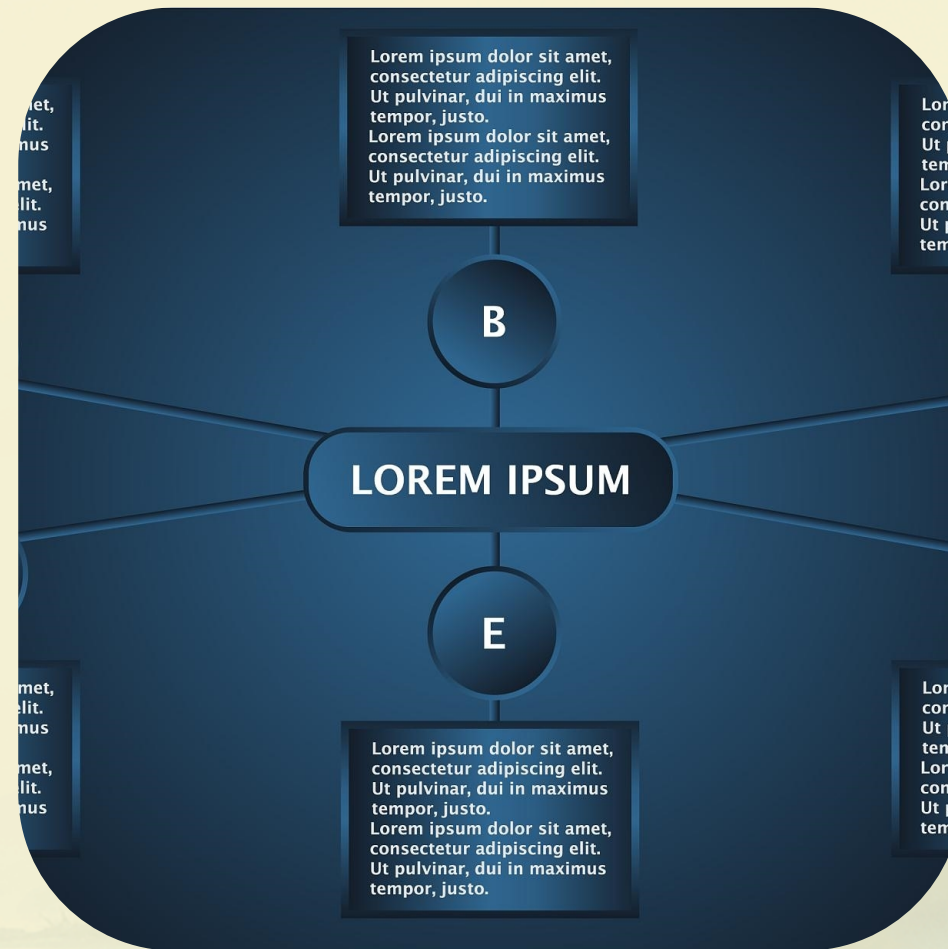 Lorem ipsum dolor sit amet,
consectetur adipiscing elit.
Ut pulvinar, dui in maximus
tempor, justo.
Lorem ipsum dolor sit amet,
consectetur adipiscing elit.
Ut pulvinar, dui in maximus
tempor, justo.
B
LOREM IPSUM
E
Lorem ipsum dolor sit amet,
consectetur adipiscing elit.
Ut pulvinar, dui in maximus
tempor, justo.
Lorem ipsum dolor sit amet,
consectetur adipiscing elit.
Ut pulvinar, dui in maximus
tempor, justo.